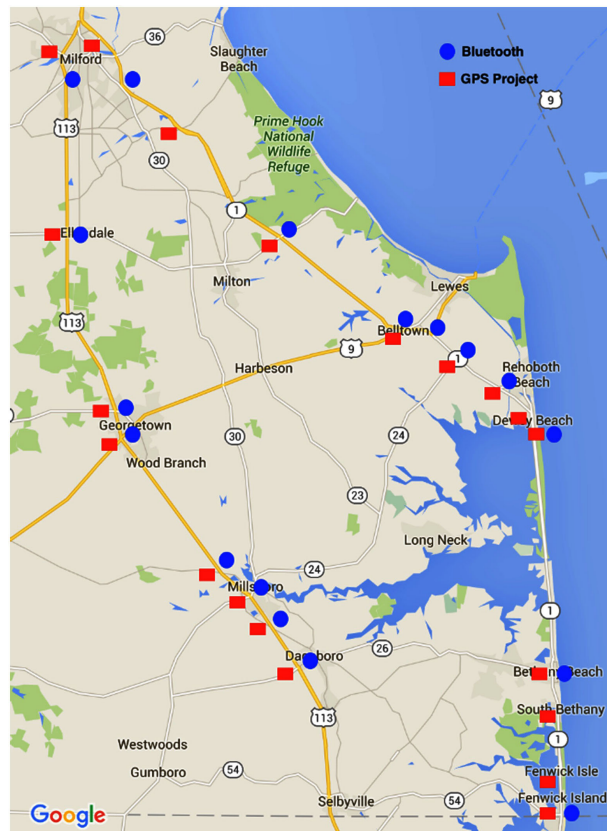 36
Slaughter
Beach
Bluetooth
Milford
GPS Project
9
113
Prime Hook
National
Wildlife
Refuge
30
1
Ellendale
Milton
Lewes
113
Belltown
9
1
Harbeson
Rehoboth
Beach
Georgetown
Dewey Beach
30
24
Wood Branch
23
Long Neck
24
Millsboro
1
26
Dagsboro
Bethany Beach
South Bethany
113
1
Westwoods
Gumboro
54
Fenwick Isle
54
Fenwick Island
Selbyville
Google